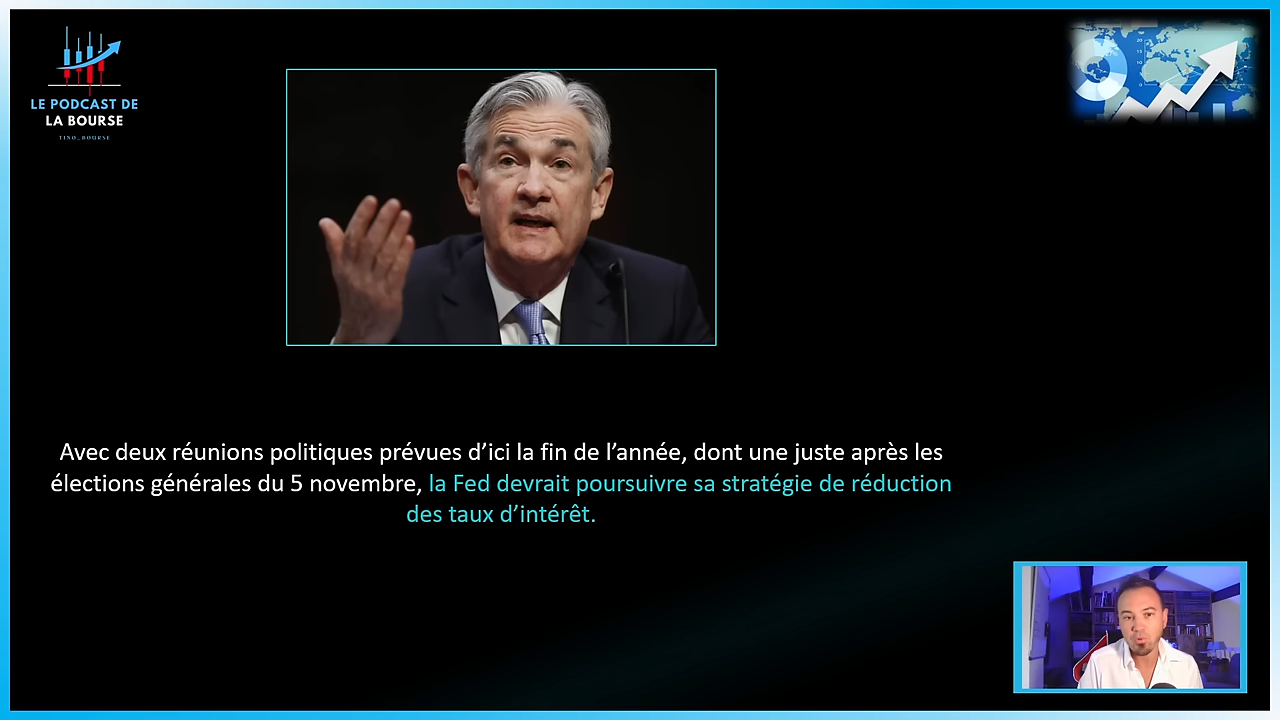 LE PODCAST DE
LA BOURSE
TINO_BOURSE
Avec deux réunions politiques prévues d’ici la fin de l’année, dont une juste après les
élections générales du 5 novembre, la Fed devrait poursuivre sa stratégie de réduction
des taux d’intérêt.